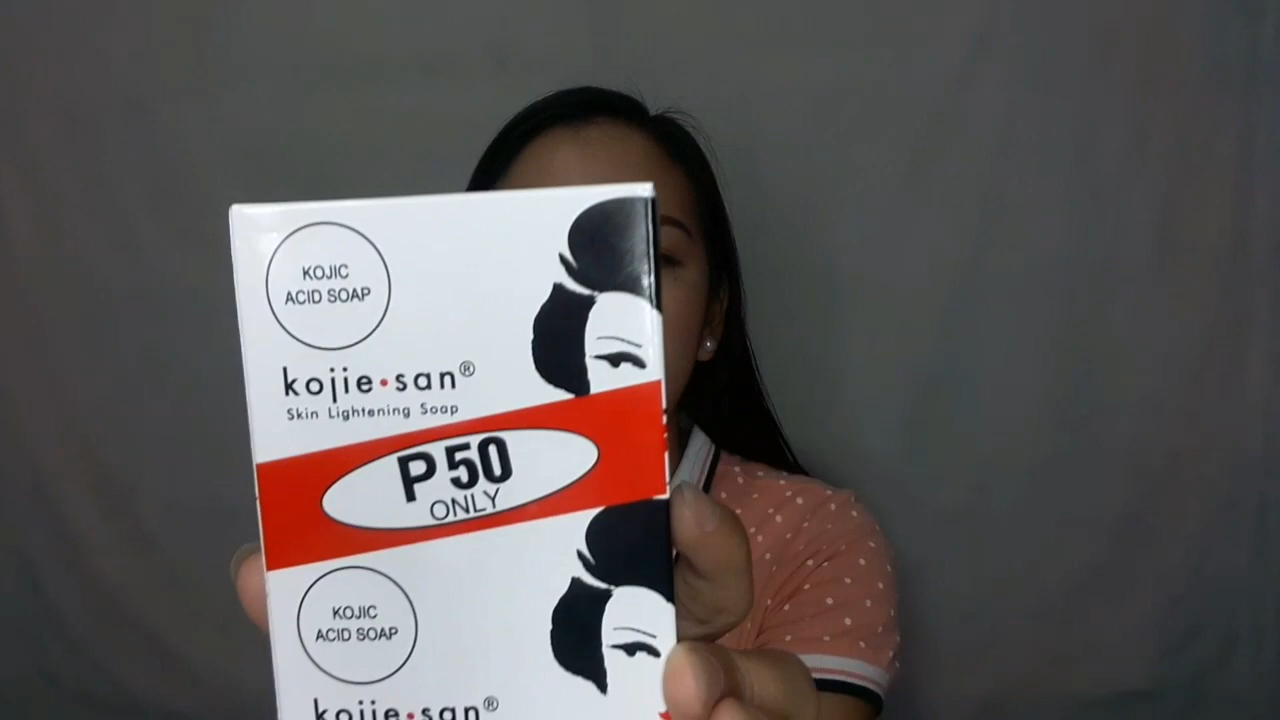 KOJIC
ACID SOAP
kojie•san®
Skin Lightening Soap
P50
ONLY
KOJIC
ACID SOAP
kojie•san®